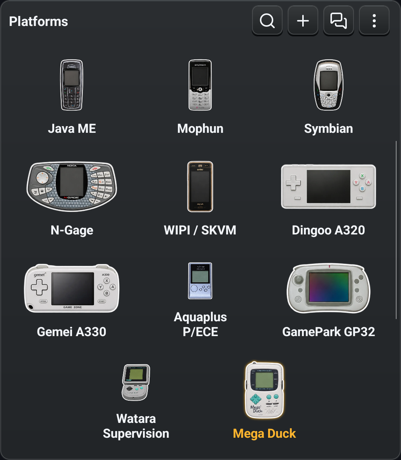 Platforms
Java ME
Mophun
Symbian
N-Gage
WIPI / SKVM
Dingoo A320
Gemei A330
Aquaplus
P/ECE
GamePark GP32
Watara
Supervision
Mega Duck